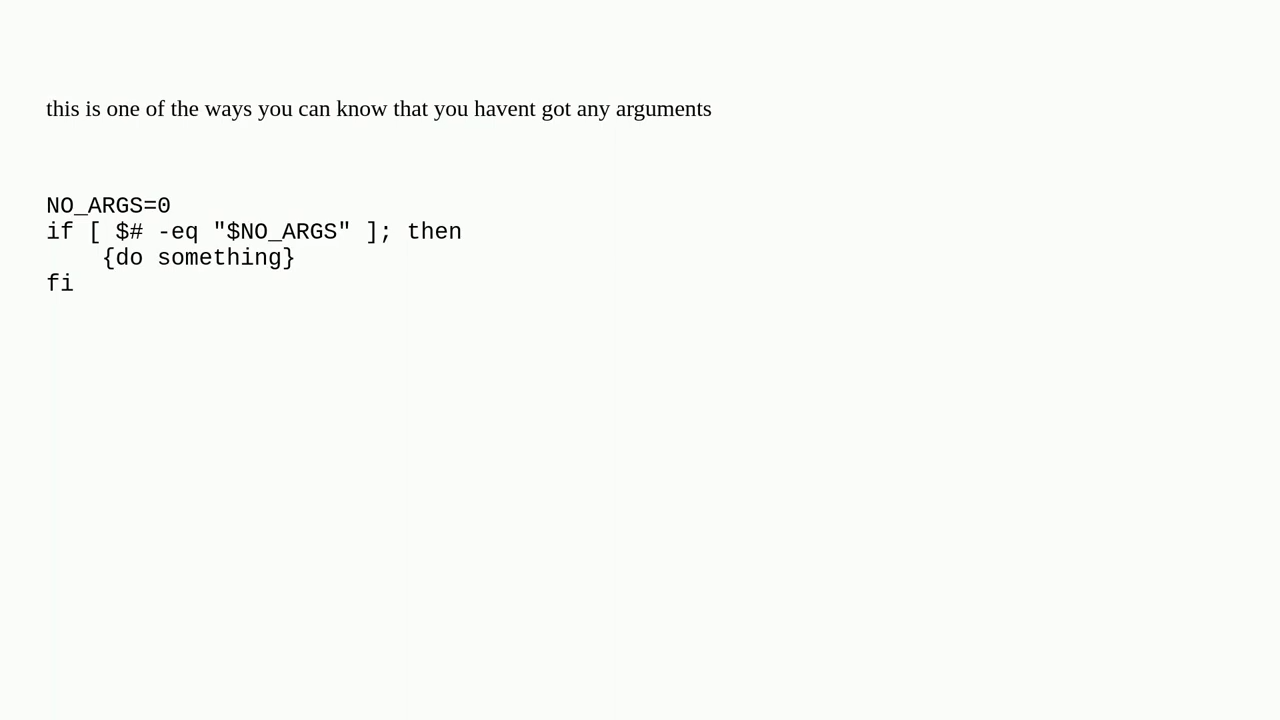 this is one of the ways you can know that you havent got any arguments
NO_ARGS=0
if [ $# -eq "$NO_ARGS" ]; then
    {do something}
fi